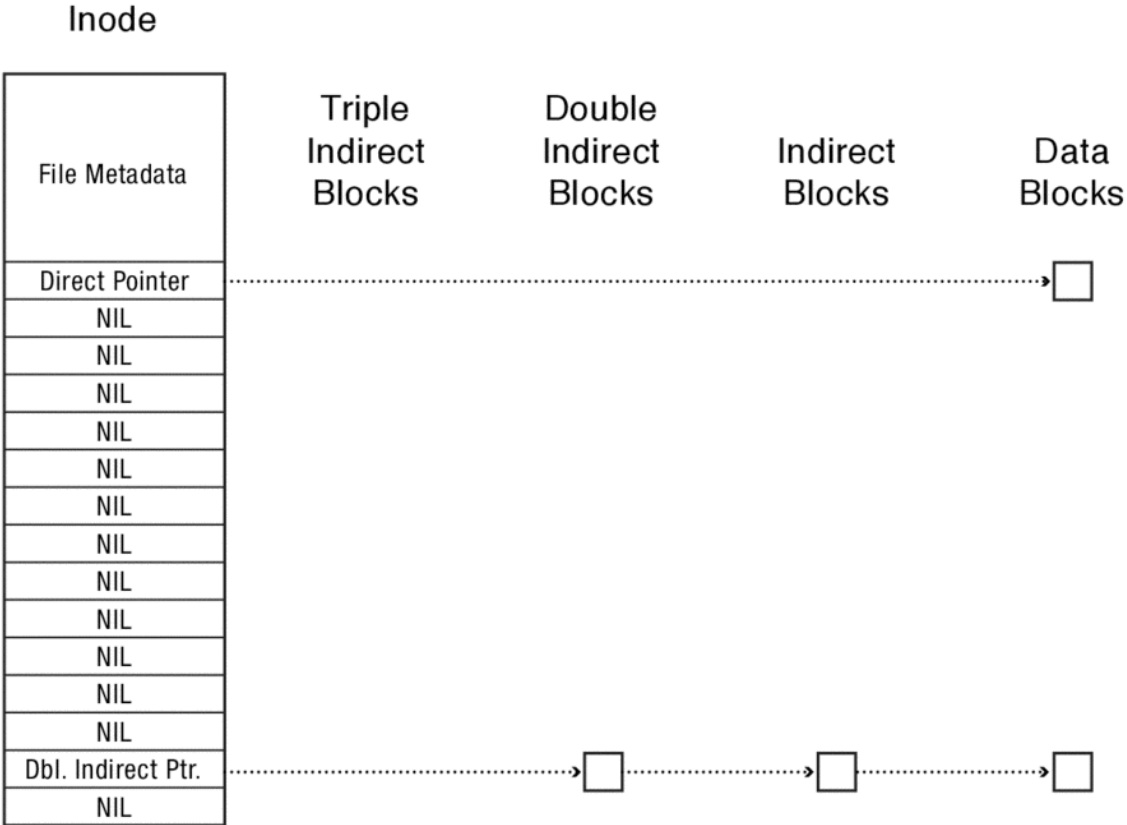 Inode
Triple
Indirect
Blocks
Double
Indirect
Blocks
Indirect
Blocks
Data
Blocks
File Metadata
Direct Pointer
NIL
NIL
NIL
NIL
NIL
NIL
NIL
NIL
NIL
NIL
NIL
NIL
Dbl. Indirect Ptr.
NIL